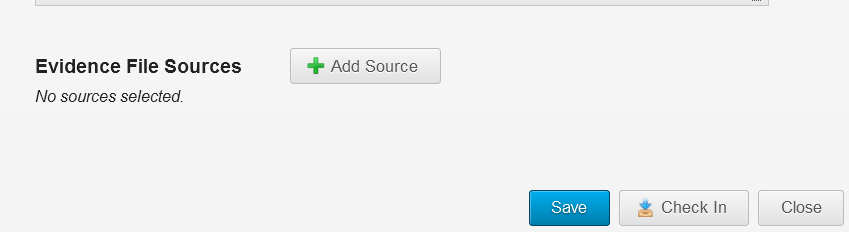 Evidence File Sources
Add Source
No sources selected.
Save
Check In
Close